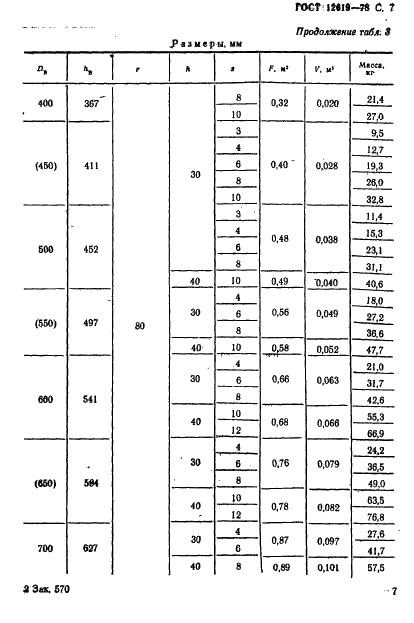 ГОСТ 12619—78 С. 7
Продолжение табл. 3
Размеры, мм
Dв hв r h s F, м² V, м³ Масса, кг
400 367 80 30 8 0,32 0,020 21,4
10 27,0
(450) 411 3 0,40 0,028 9,5
4 12,7
6 19,3
8 26,0
10 32,8
500 452 3 0,48 0,038 11,4
4 15,3
6 23,1
8 31,1
40 10 0,49 0,040 40,6
(550) 497 30 4 0,56 0,049 18,0
6 27,2
8 36,6
40 10 0,58 0,052 47,7
600 541 30 4 0,66 0,063 21,0
6 31,7
8 42,6
40 10 0,68 0,066 55,3
12 66,9
(650) 584 30 4 0,76 0,079 24,2
6 36,5
8 49,0
40 10 0,78 0,082 63,5
12 76,8
700 627 30 4 0,87 0,097 27,6
6 41,7
40 8 0,89 0,101 57,5
2 Зак. 570 7